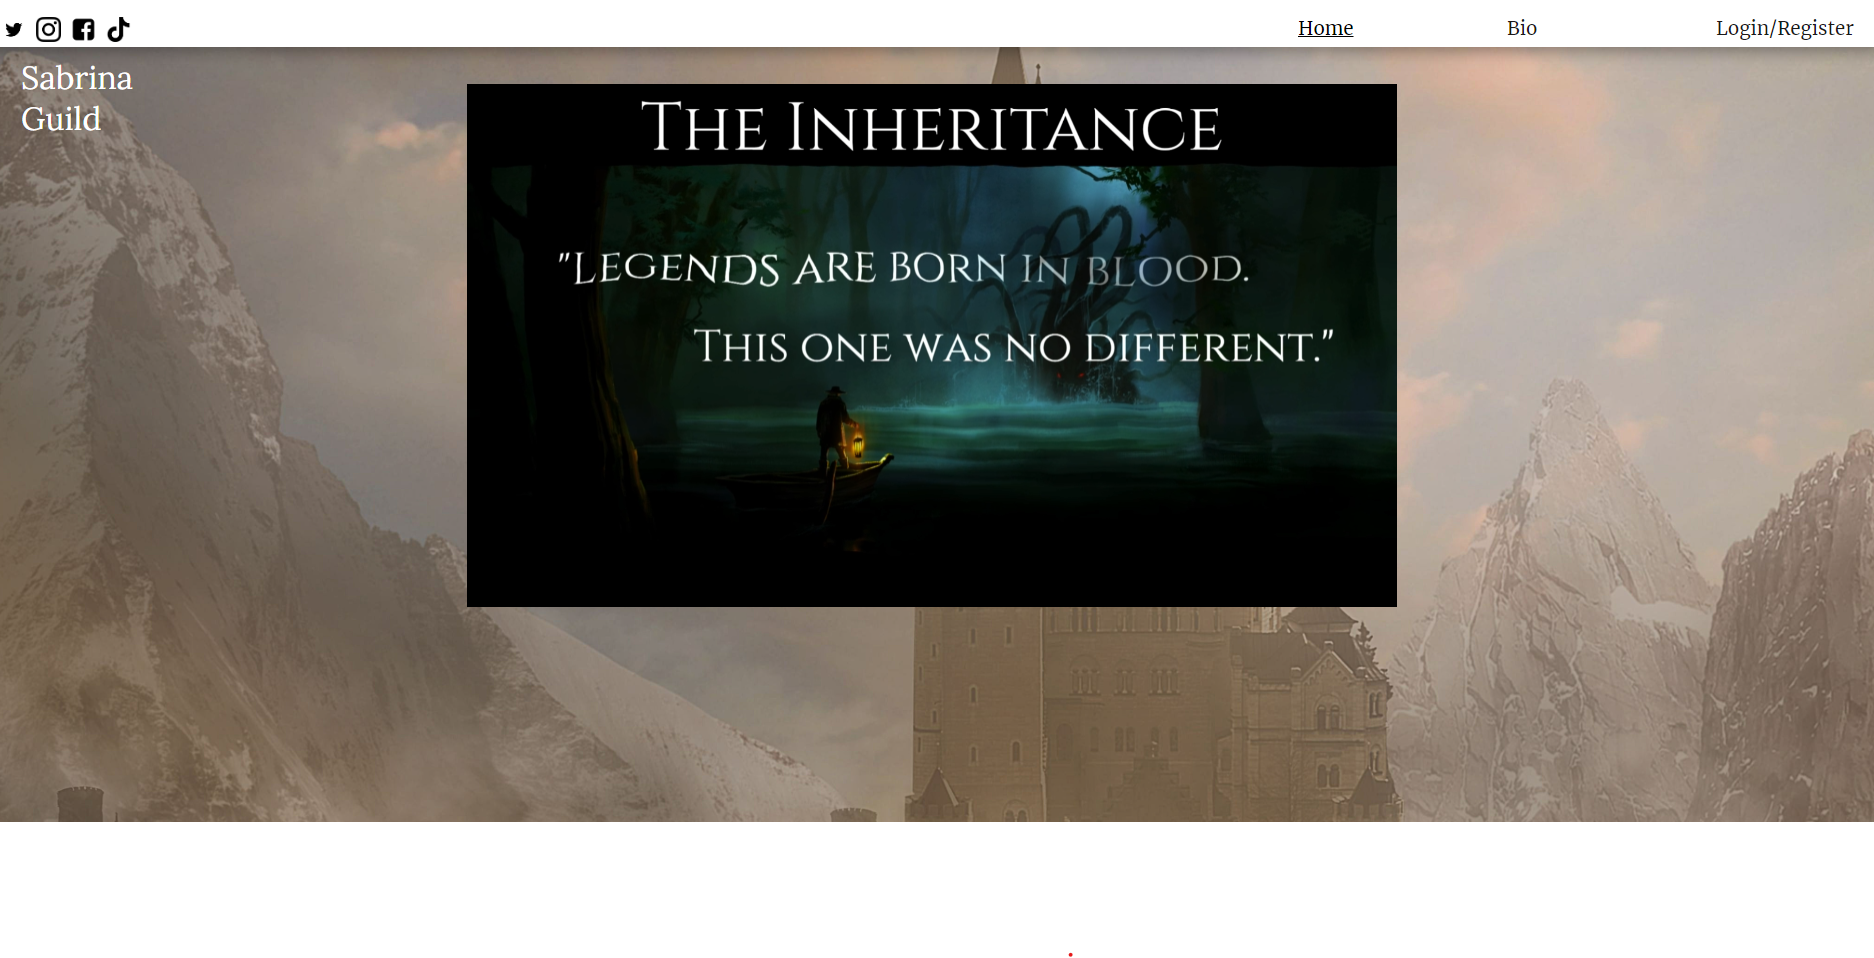 Home
Bio
Login/Register
Sabrina
Guild
The Inheritance
"Legends are born in blood.
This one was no different."